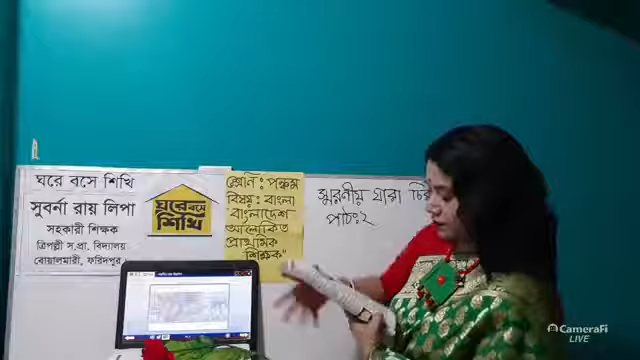 ঘরে বসে শিখি
সুবর্না রায় লিপা
সহকারী শিক্ষক
ত্রিপল্লী স.প্রা. বিদ্যালয়
বোয়ালমারী, ফরিদপুর
ঘরে বসে
শিখি
শ্রেনি: পঞ্চম
বিষয়: বাংলা
বাংলাদেশ
আলোকিত
প্রাথমিক
শিক্ষক"
স্মরণীয় যারা চির
পাঠ:২
CameraFi
LIVE